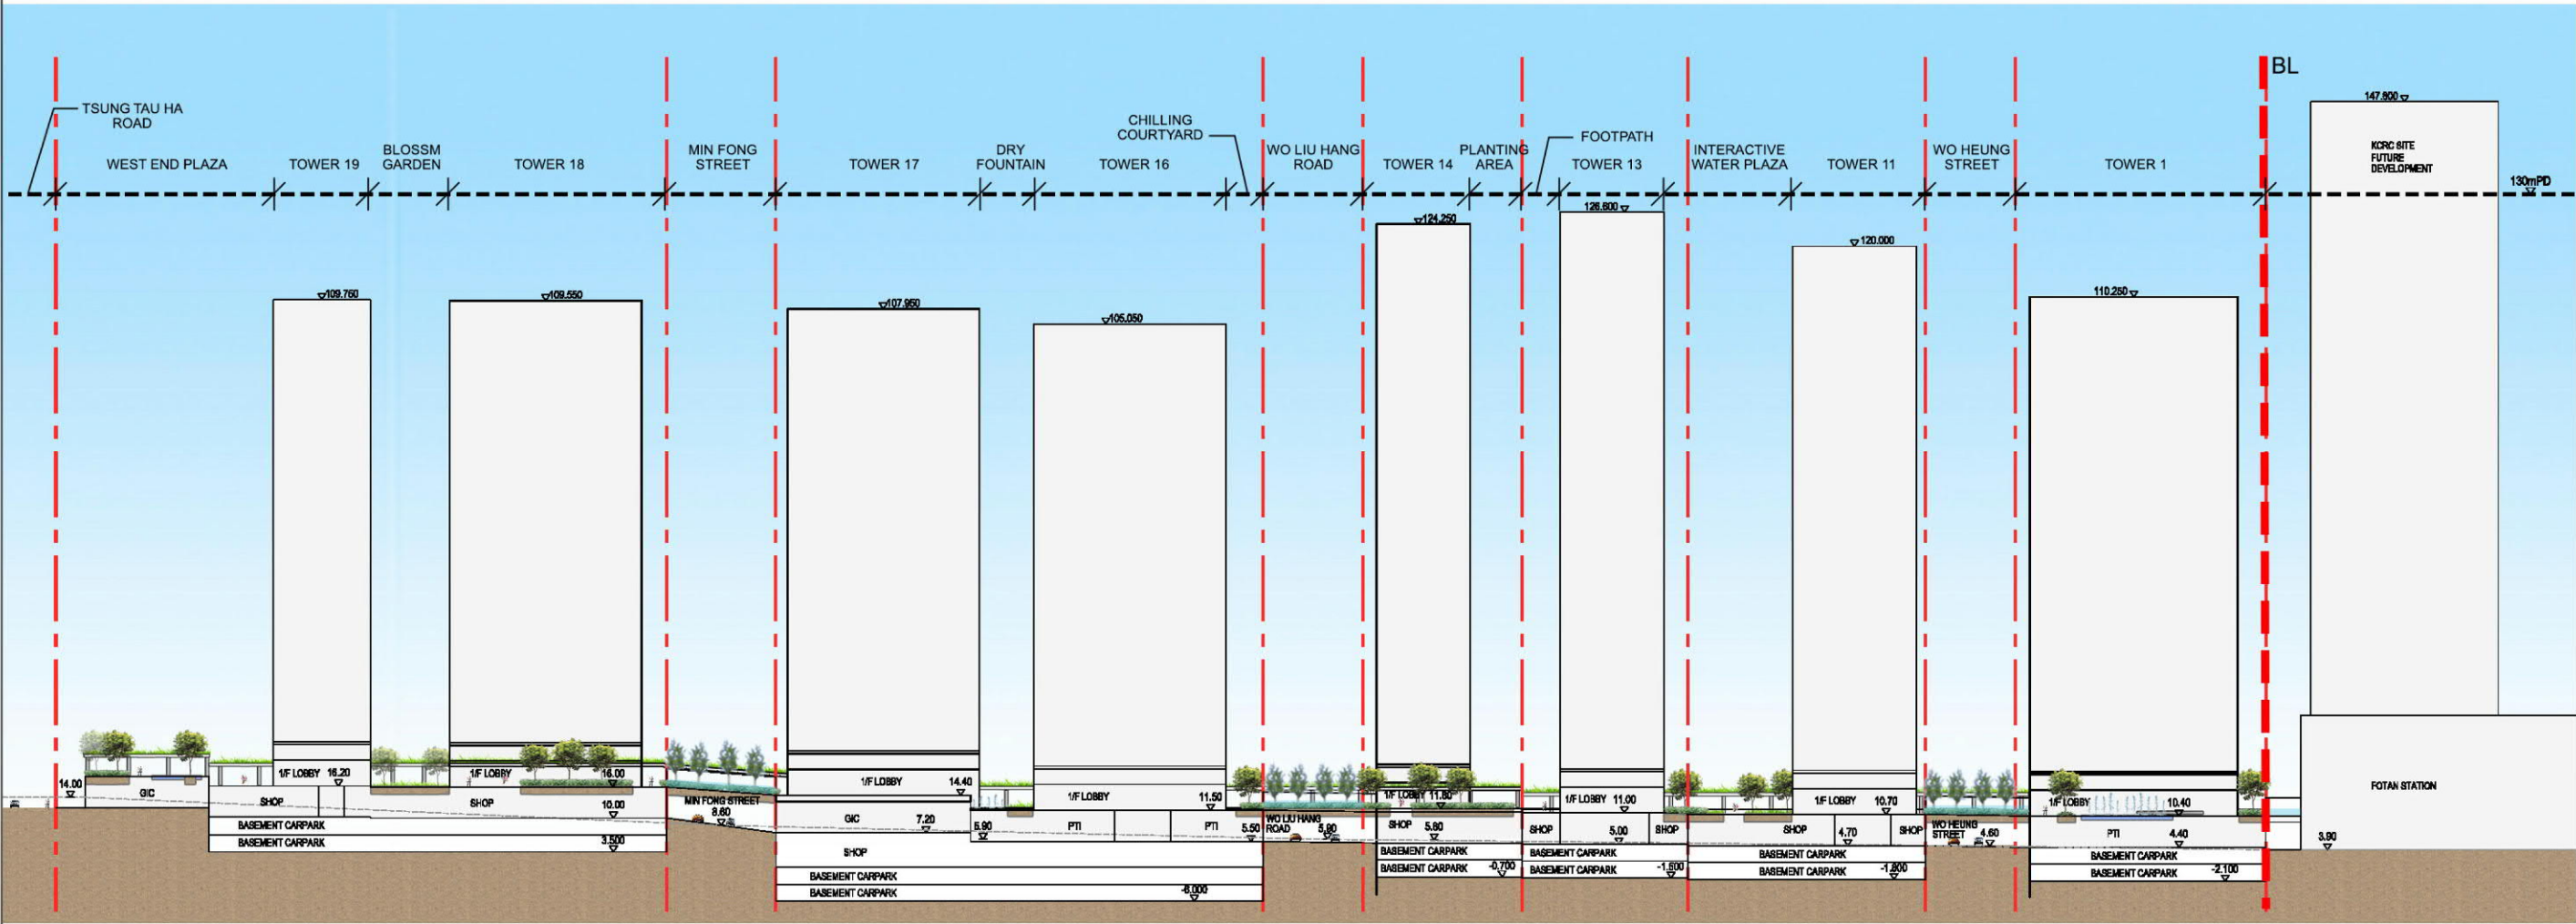 BL
147.800
TSUNG TAU HA
ROAD
WEST END PLAZA
TOWER 19
BLOSSM
GARDEN
TOWER 18
MIN FONG
STREET
TOWER 17
DRY
FOUNTAIN
TOWER 16
CHILLING
COURTYARD
WO LIU HANG
ROAD
TOWER 14
PLANTING
AREA
FOOTPATH
TOWER 13
INTERACTIVE
WATER PLAZA
TOWER 11
WO HEUNG
STREET
TOWER 1
KCRC SITE
FUTURE
DEVELOPMENT
130mPD
109.750
109.550
107.950
105.050
124.250
126.600
120.000
110.250
14.00
GIC
1/F LOBBY 16.20
SHOP
1/F LOBBY
16.00
SHOP
10.00
BASEMENT CARPARK
BASEMENT CARPARK
3.500
MIN FONG STREET
8.60
1/F LOBBY
14.40
GIC
7.20
5.90
SHOP
BASEMENT CARPARK
BASEMENT CARPARK
-6.000
1/F LOBBY
11.50
PTI
PTI
5.50
WO LIU HANG
ROAD
5.80
1/F LOBBY 11.80
SHOP
5.80
BASEMENT CARPARK
BASEMENT CARPARK
-0.700
1/F LOBBY 11.00
SHOP
5.00
SHOP
BASEMENT CARPARK
BASEMENT CARPARK
-1.500
1/F LOBBY
10.70
SHOP
4.70
SHOP
BASEMENT CARPARK
BASEMENT CARPARK
-1.800
WO HEUNG
STREET
4.60
1/F LOBBY
10.40
PTI
4.40
BASEMENT CARPARK
BASEMENT CARPARK
-2.100
FOTAN STATION
3.90